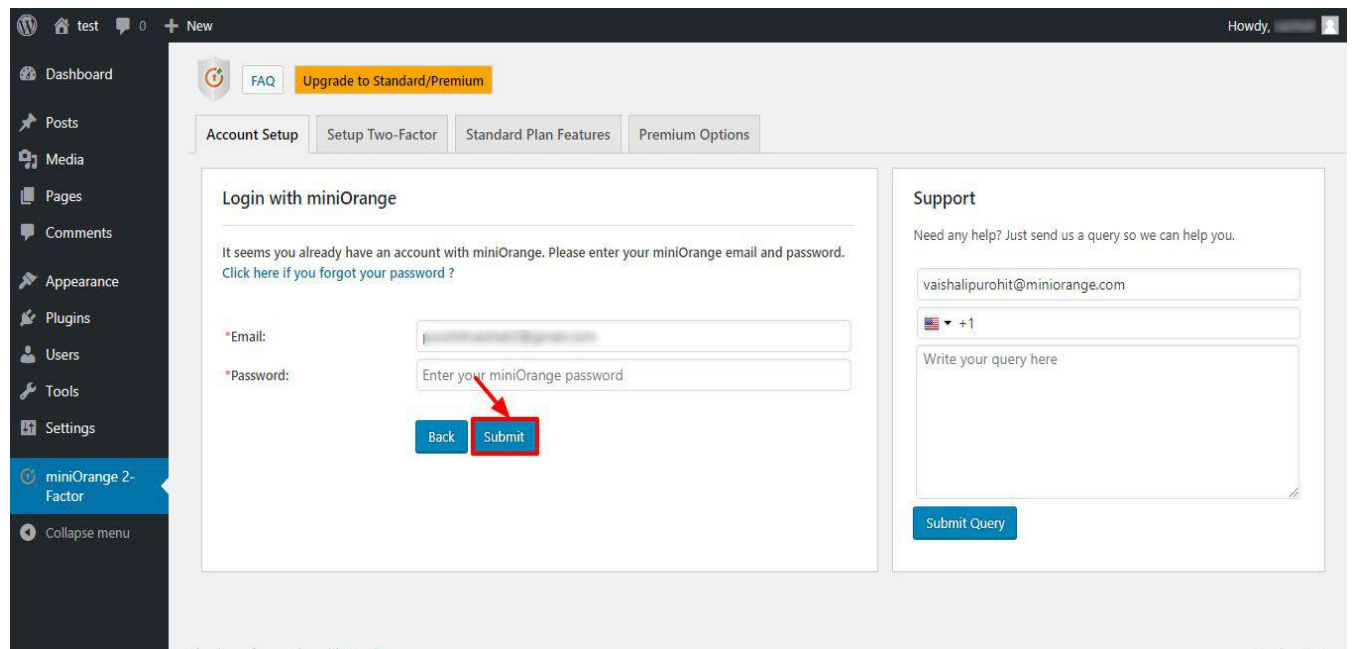 test 0 + New
Howdy,
Dashboard
Posts
Media
Pages
Comments
Appearance
Plugins
Users
Tools
Settings
miniOrange 2-
Factor
Collapse menu
FAQ
Upgrade to Standard/Premium
Account Setup
Setup Two-Factor
Standard Plan Features
Premium Options
Login with miniOrange
It seems you already have an account with miniOrange. Please enter your miniOrange email and password.
Click here if you forgot your password ?
*Email:
*Password:
Enter your miniOrange password
Back
Submit
Support
Need any help? Just send us a query so we can help you.
vaishalipurohit@miniorange.com
+1
Write your query here
Submit Query